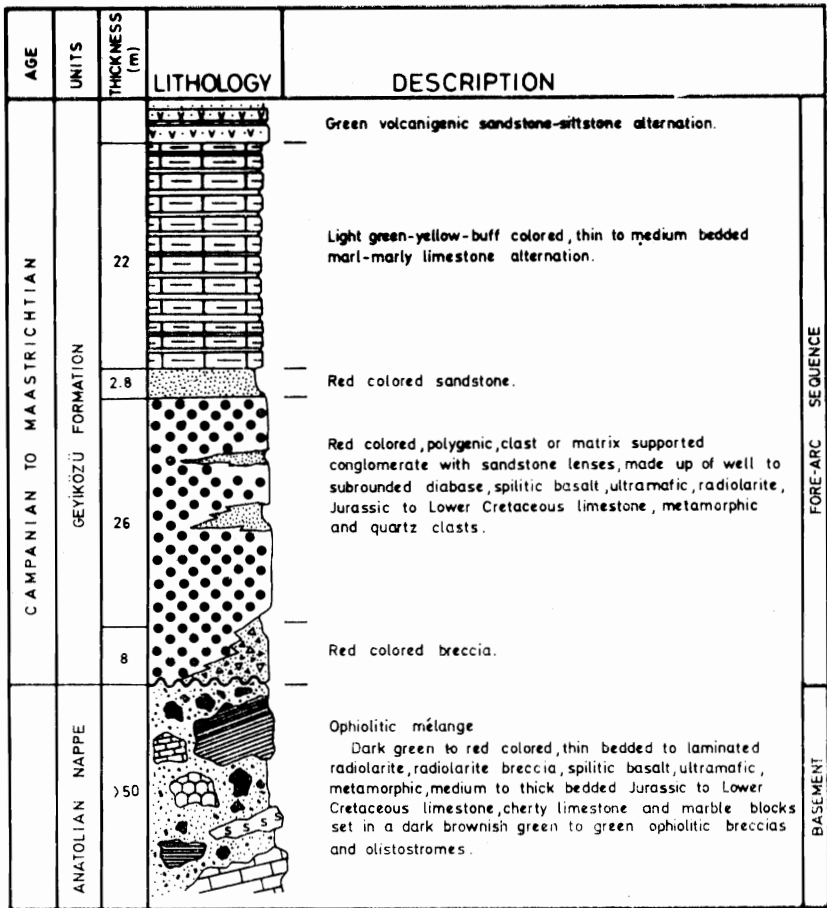 AGE
UNITS
THICKNESS
(m)
LITHOLOGY
DESCRIPTION
CAMPANIAN TO MAASTRICHTIAN
GEYİKÖZÜ FORMATION
ANATOLIAN NAPPE
22
2.8
26
8
>50
Green volcanigenic sandstone-siltstone alternation.
Light green-yellow-buff colored, thin to medium bedded
marl-marly limestone alternation.
Red colored sandstone.
Red colored, polygenic, clast or matrix supported
conglomerate with sandstone lenses, made up of well to
subrounded diabase, spilitic basalt, ultramafic, radiolarite,
Jurassic to Lower Cretaceous limestone, metamorphic
and quartz clasts.
Red colored breccia.
Ophiolitic mélange
Dark green to red colored, thin bedded to laminated
radiolarite, radiolarite breccia, spilitic basalt, ultramafic,
metamorphic, medium to thick bedded Jurassic to Lower
Cretaceous limestone, cherty limestone and marble blocks
set in a dark brownish green to green ophiolitic breccias
and olistostromes.
FORE-ARC SEQUENCE
BASEMENT